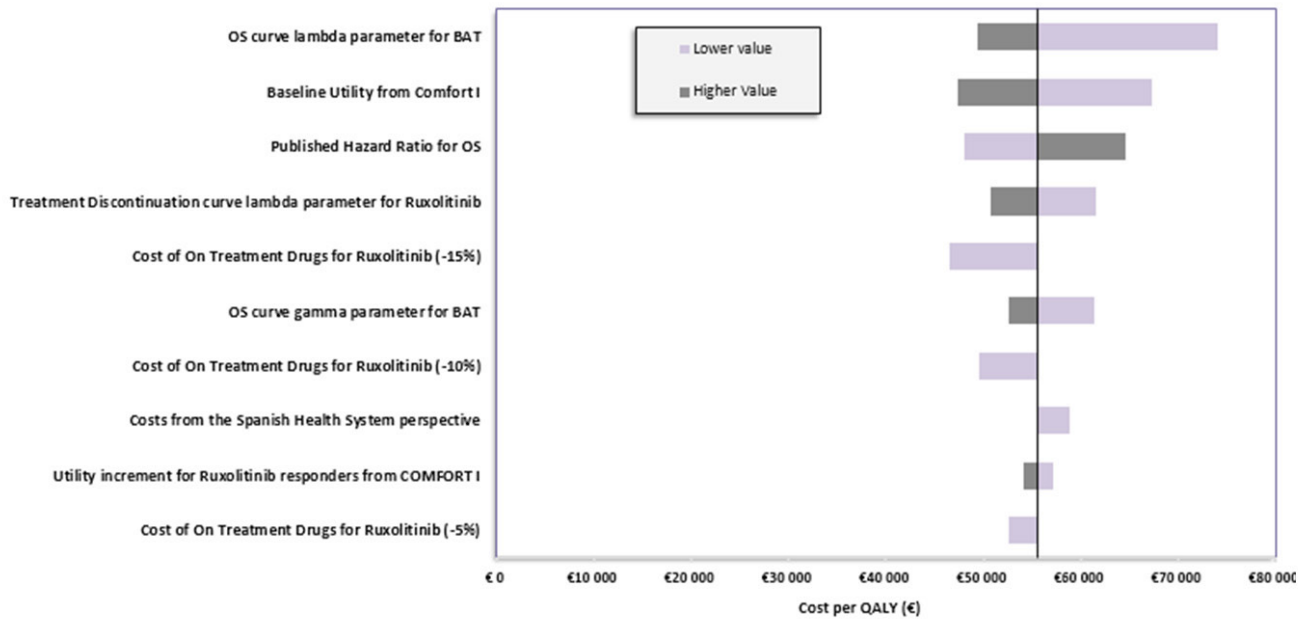 OS curve lambda parameter for BAT
Lower value
Baseline Utility from Comfort I
Higher Value
Published Hazard Ratio for OS
Treatment Discontinuation curve lambda parameter for Ruxolitinib
Cost of On Treatment Drugs for Ruxolitinib (-15%)
OS curve gamma parameter for BAT
Cost of On Treatment Drugs for Ruxolitinib (-10%)
Costs from the Spanish Health System perspective
Utility increment for Ruxolitinib responders from COMFORT I
Cost of On Treatment Drugs for Ruxolitinib (-5%)
€ 0 €10 000 €20 000 €30 000 €40 000 €50 000 €60 000 €70 000 €80 000
Cost per QALY (€)